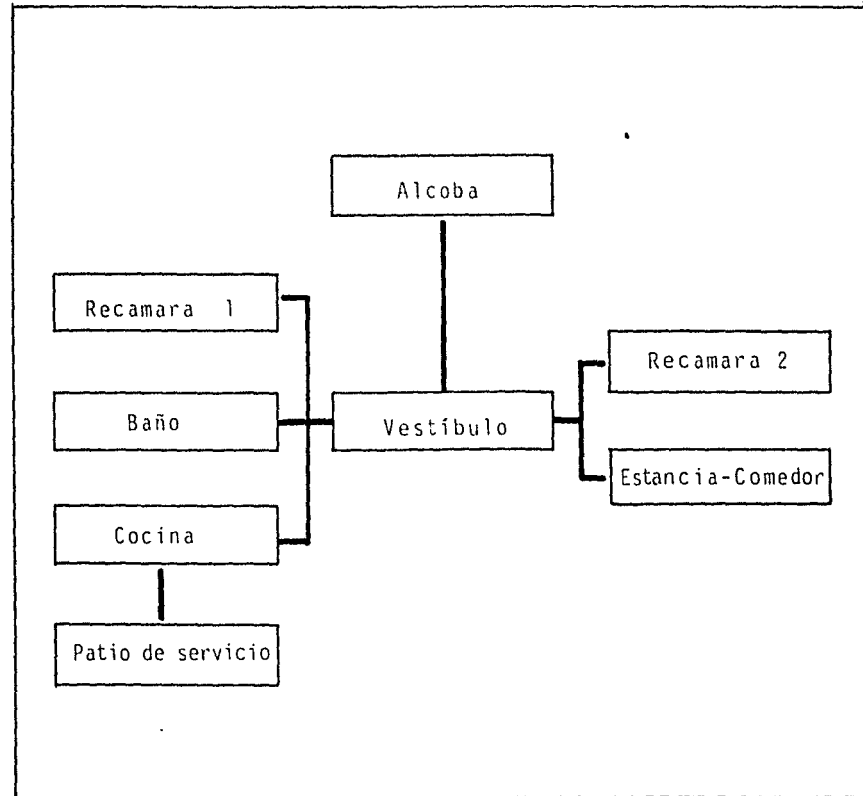 Alcoba
Recamara 1
Recamara 2
Baño
Vestíbulo
Estancia-Comedor
Cocina
Patio de servicio